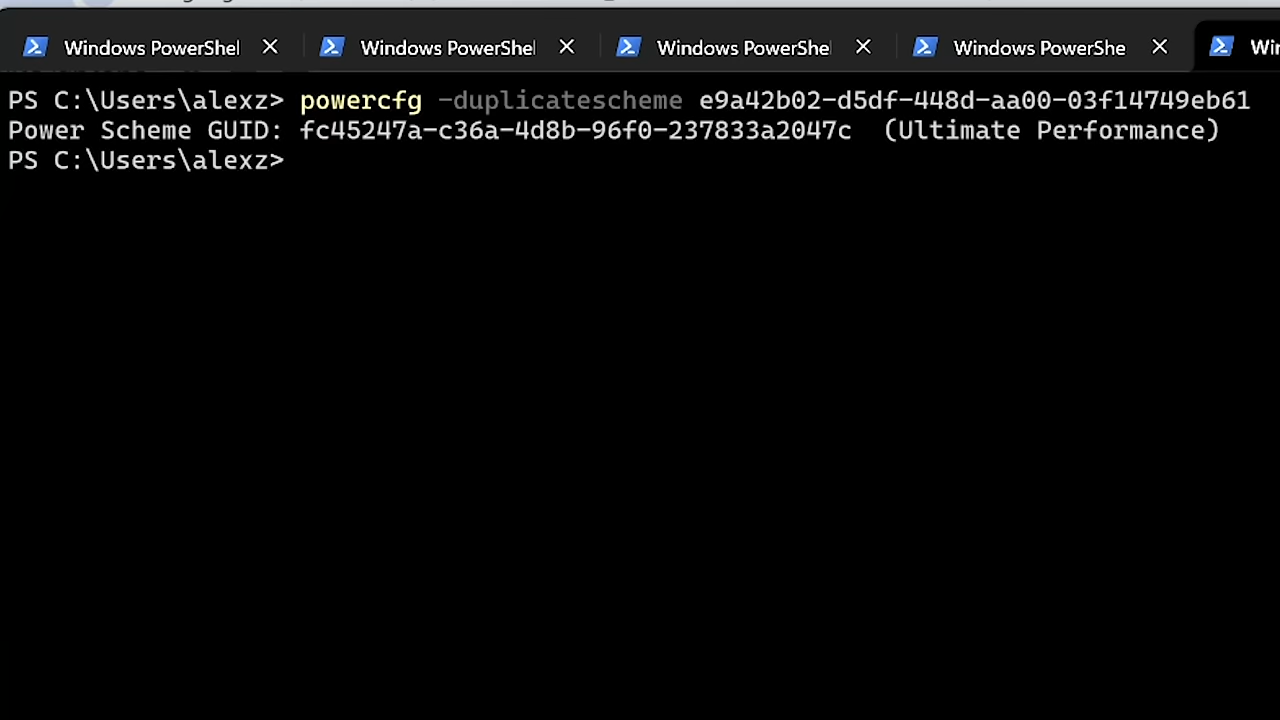 Windows PowerShel
Windows PowerShel
Windows PowerShe
Windows PowerShe
PS C:\Users\alexz> powercfg -duplicatescheme e9a42b02-d5df-448d-aa00-03f14749eb61
Power Scheme GUID: fc45247a-c36a-4d8b-96f0-237833a2047c  (Ultimate Performance)
PS C:\Users\alexz>